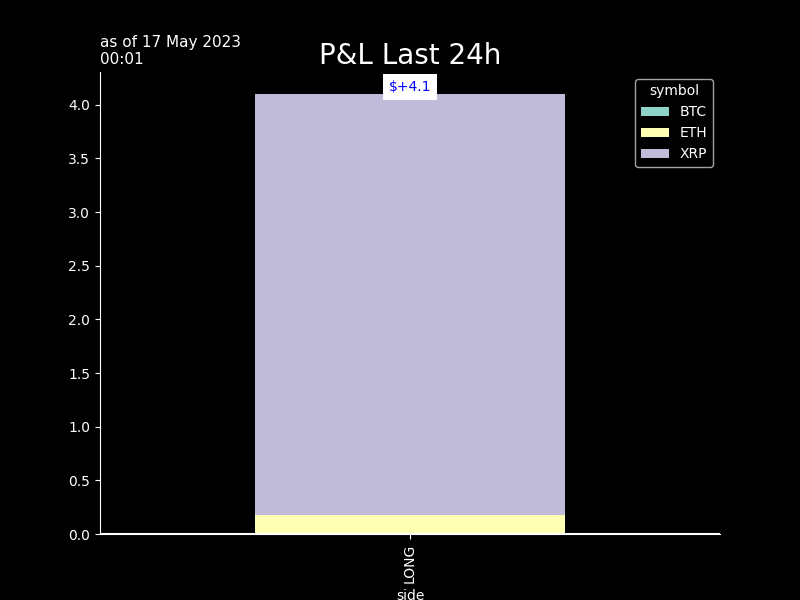 as of 17 May 2023
00:01
P&L Last 24h
$+4.1
symbol
BTC
ETH
XRP
4.0
3.5
3.0
2.5
2.0
1.5
1.0
0.5
0.0
LONG
side